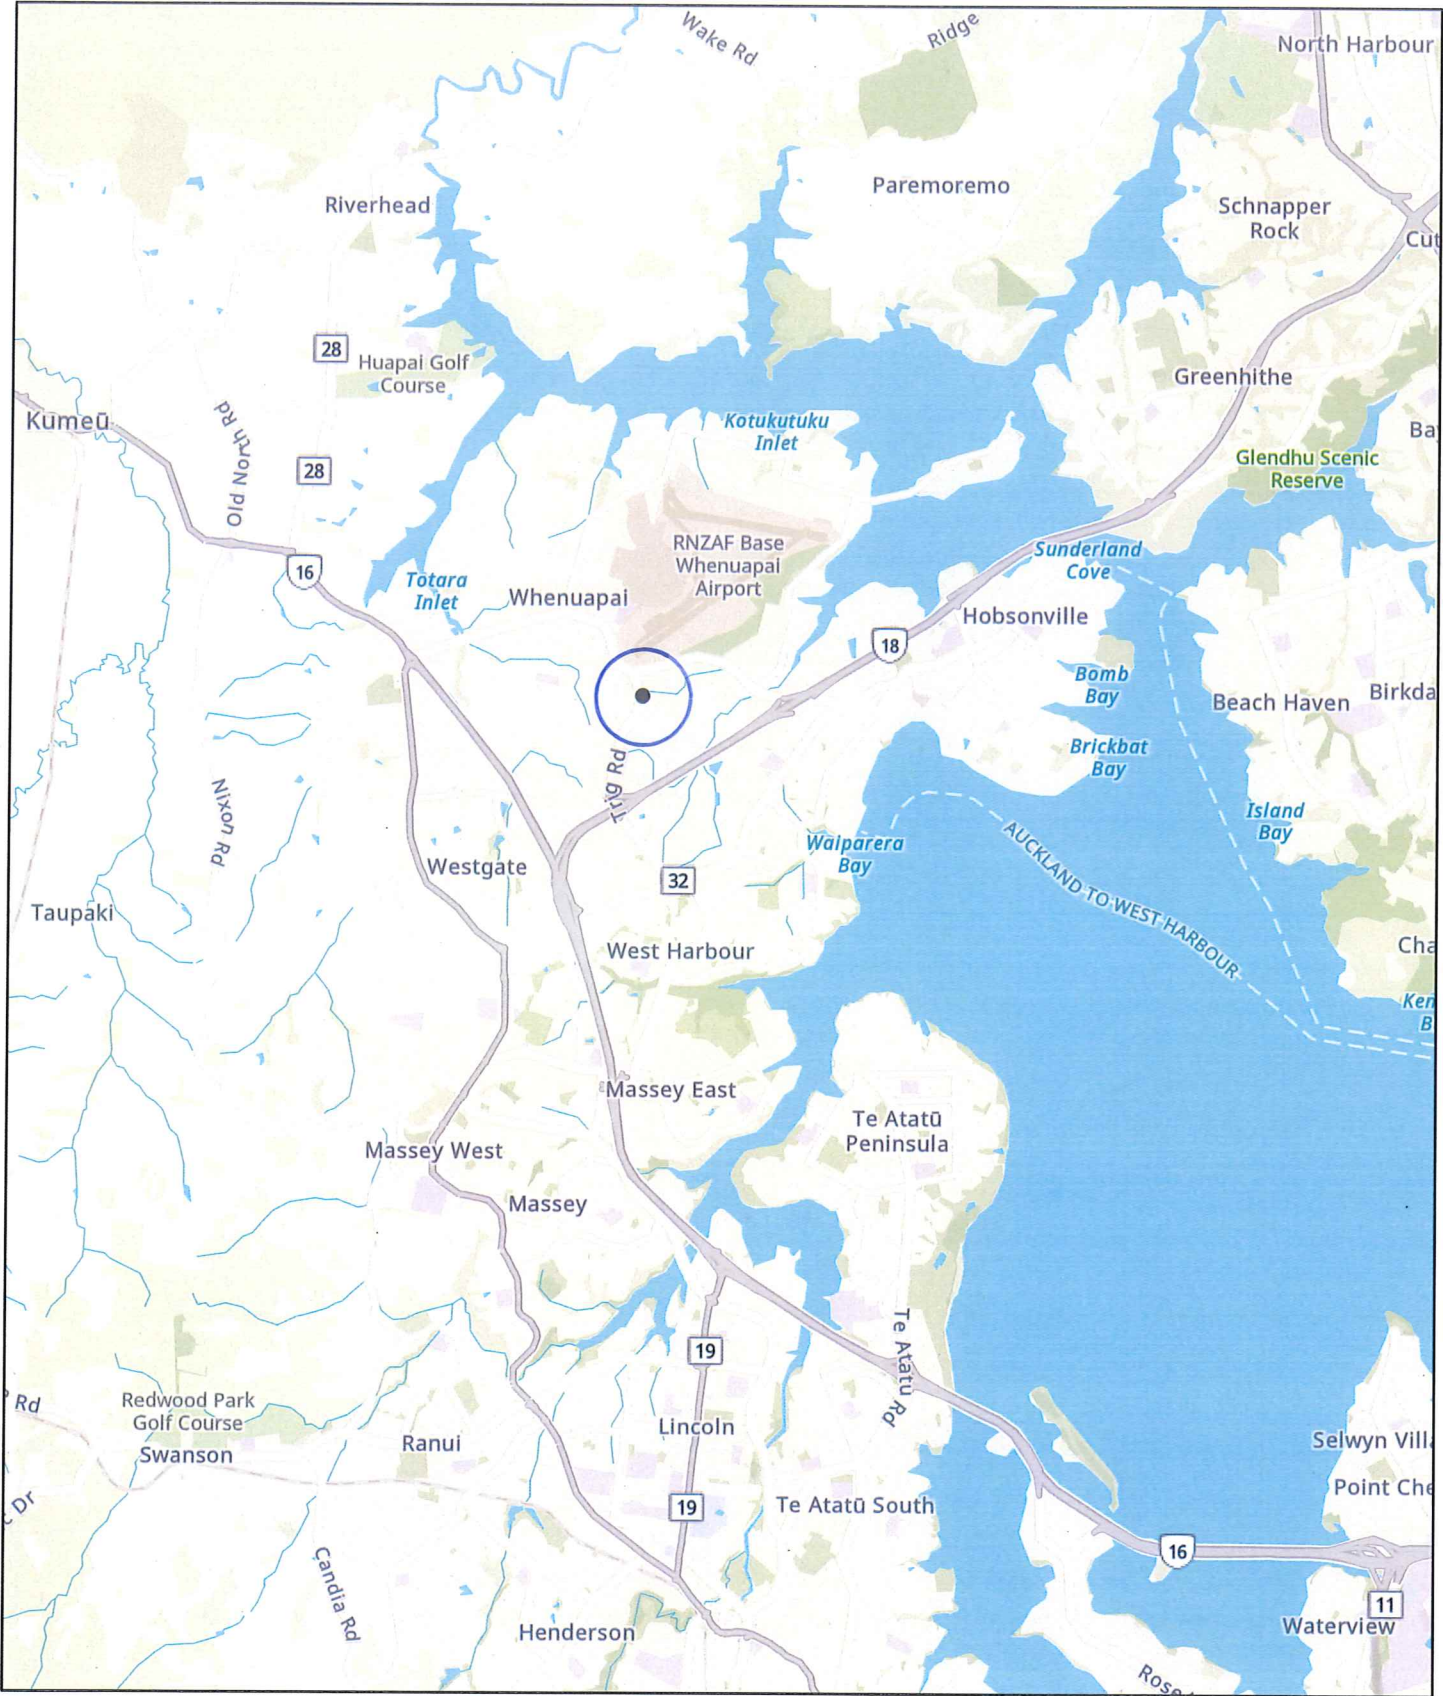 Wake Rd
Ridge
North Harbour
Riverhead
Paremoremo
Schnapper
Rock
Cut
28
Huapai Golf
Course
Greenhithe
Kumeū
Old North Rd
Kotukutuku
Inlet
Ba
28
Glendhu Scenic
Reserve
RNZAF Base
Whenuapai
Airport
Sunderland
Cove
16
Totara
Inlet
Whenuapai
Hobsonville
18
Bomb
Bay
Beach Haven
Birkda
Brickbat
Bay
Trig Rd
Nixon Rd
Island
Bay
Waiparera
Bay
AUCKLAND TO WEST HARBOUR
Westgate
32
Taupaki
West Harbour
Cha
Ken
B
Massey East
Te Atatū
Peninsula
Massey West
Massey
19
Te Atatu Rd
Rd
Redwood Park
Golf Course
Swanson
Ranui
Lincoln
Selwyn Villa
Point Che
Dr
19
Te Atatū South
16
Candia Rd
11
Henderson
Waterview
Rose